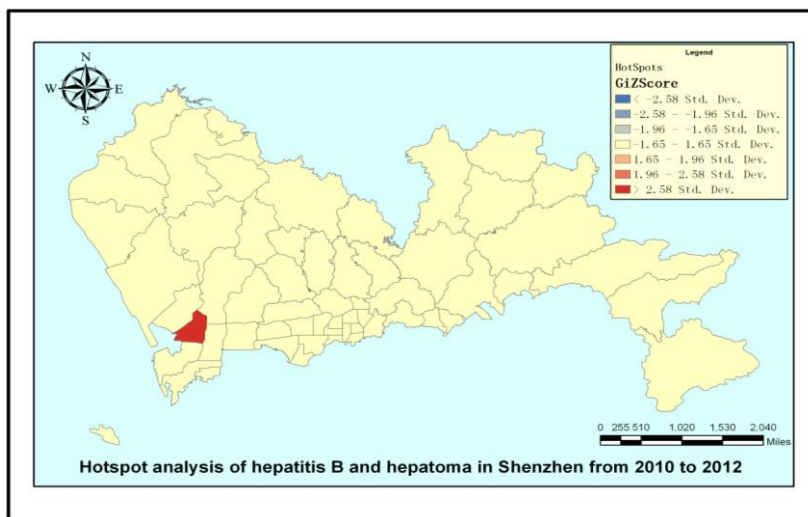 N
W E
S
Legend
HotSpots
GiZScore
< -2.58 Std. Dev.
-2.58 - -1.96 Std. Dev.
-1.96 - -1.65 Std. Dev.
-1.65 - 1.65 Std. Dev.
1.65 - 1.96 Std. Dev.
1.96 - 2.58 Std. Dev.
> 2.58 Std. Dev.
0 255 510 1,020 1,530 2,040
Miles
Hotspot analysis of hepatitis B and hepatoma in Shenzhen from 2010 to 2012